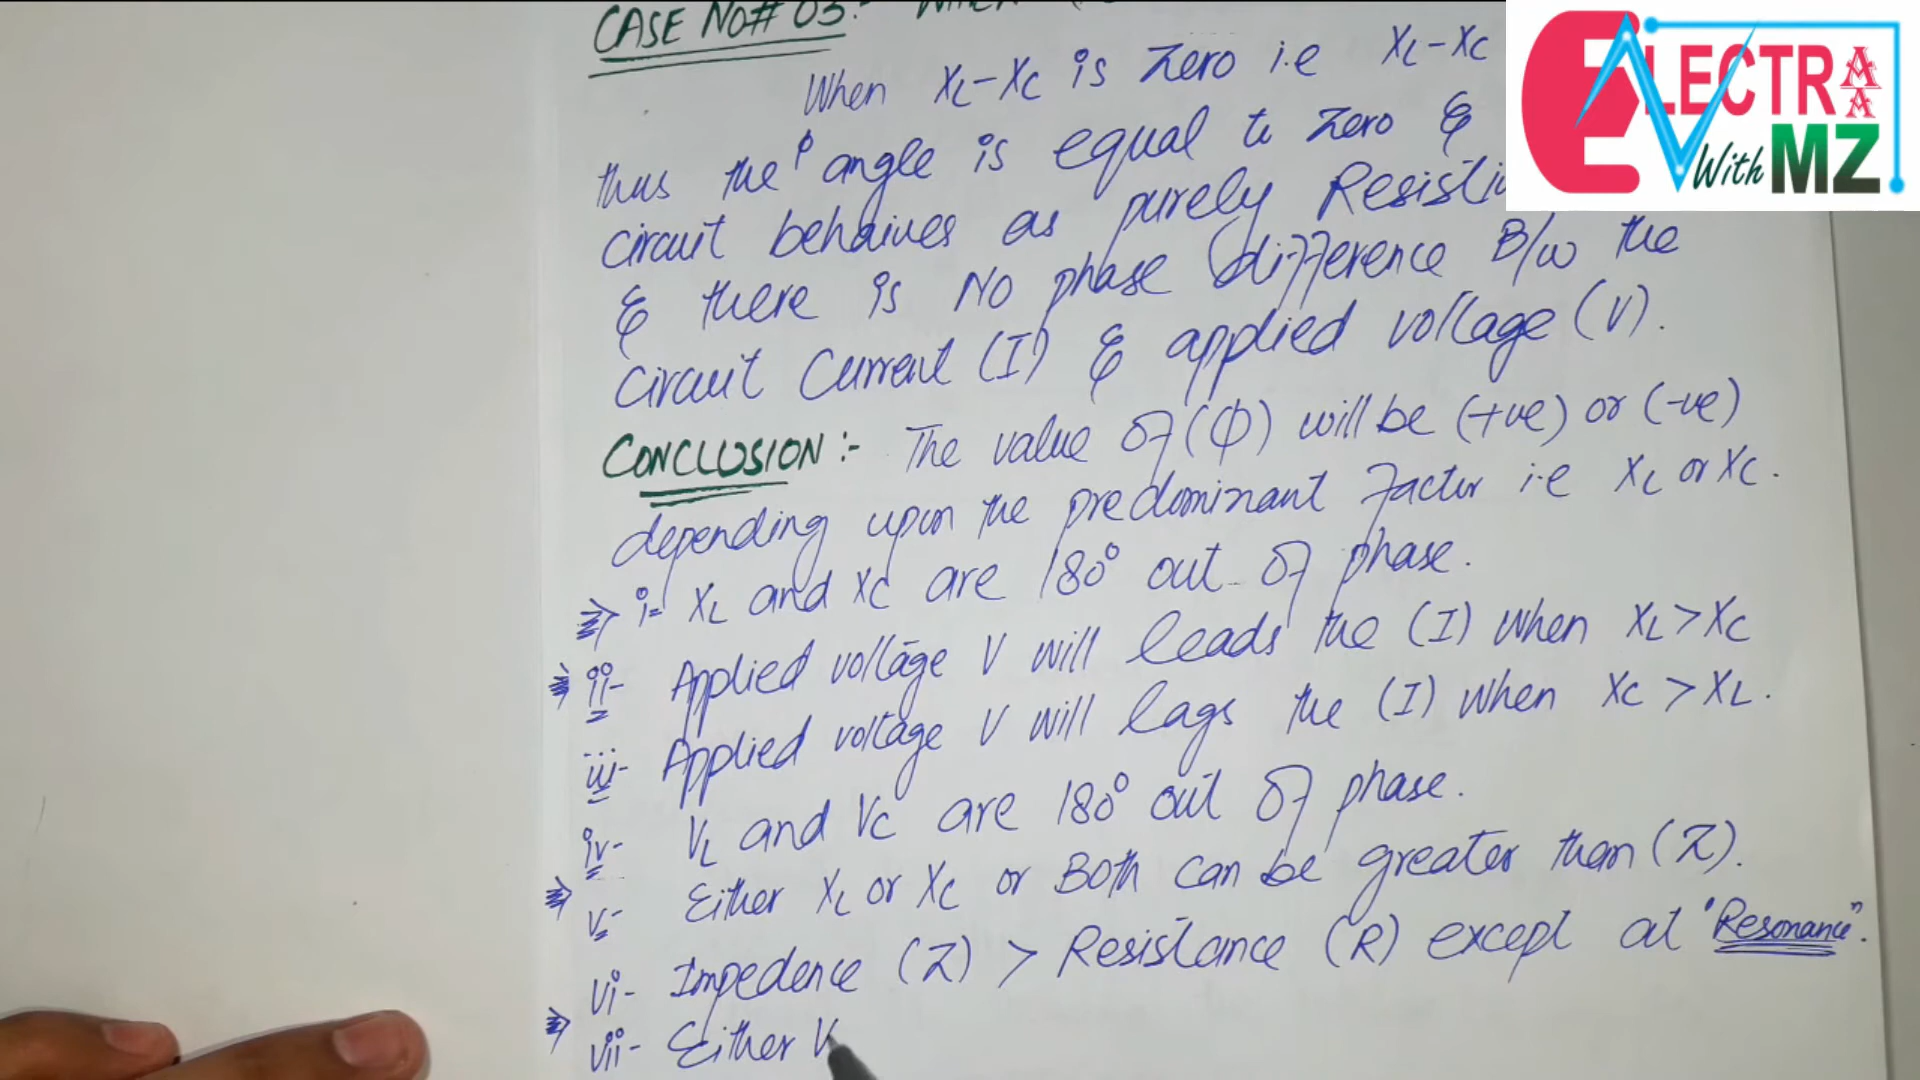 CASE NO# 03:-
When XL-XC is zero i.e XL-XC
thus the φ angle is equal to zero &
circuit behaives as purely Resisti
& there is NO phase difference B/w the
circuit current (I) & applied voltage (V).
CONCLUSION:- The value of (φ) will be (+ve) or (-ve)
depending upon the predominant factor i.e XL or XC.
i- XL and XC are 180° out of phase.
ii- Applied voltage V will leads the (I) when XL > XC
iii- Applied voltage V will lags the (I) when XC > XL.
iv- VL and VC are 180° out of phase.
v- Either XL or XC or Both can be greater than (Z).
vi- Impedence (Z) > Resistance (R) except at "Resonance".
vii- Either V
ELECTRAAA
With MZ